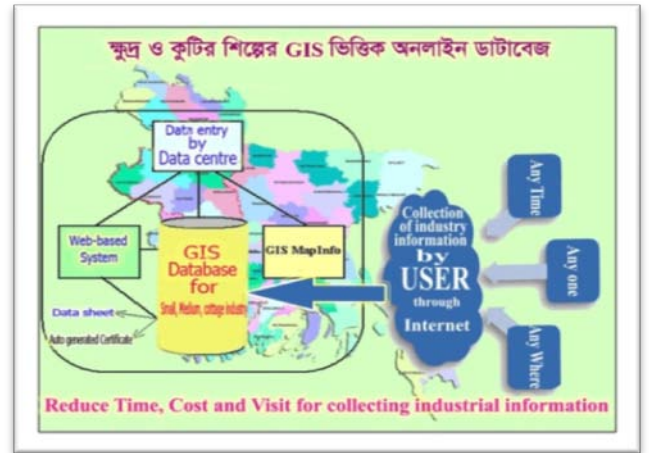 ক্ষুদ্র ও কুটির শিল্পের GIS ভিত্তিক অনলাইন ডাটাবেজ
Data entry
by
Data centre
Web-based
System
GIS
Database
for
Small, Medium, cottage industry
GIS MapInfo
Data sheet
Auto generated Certificate
Collection
of industry
information
by
USER
through
Internet
Any Time
Any one
Any Where
Reduce Time, Cost and Visit for collecting industrial information